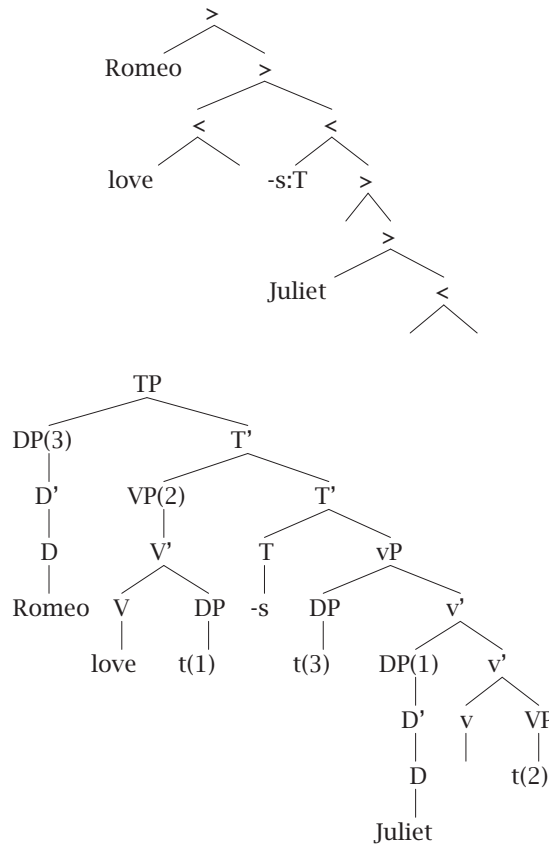 >
Romeo >
< <
love -s:T >
>
Juliet <
TP
DP(3) T’
D’ VP(2) T’
D V’ T vP
Romeo V DP -s DP v’
love t(1) t(3) DP(1) v’
D’ v VP
D t(2)
Juliet